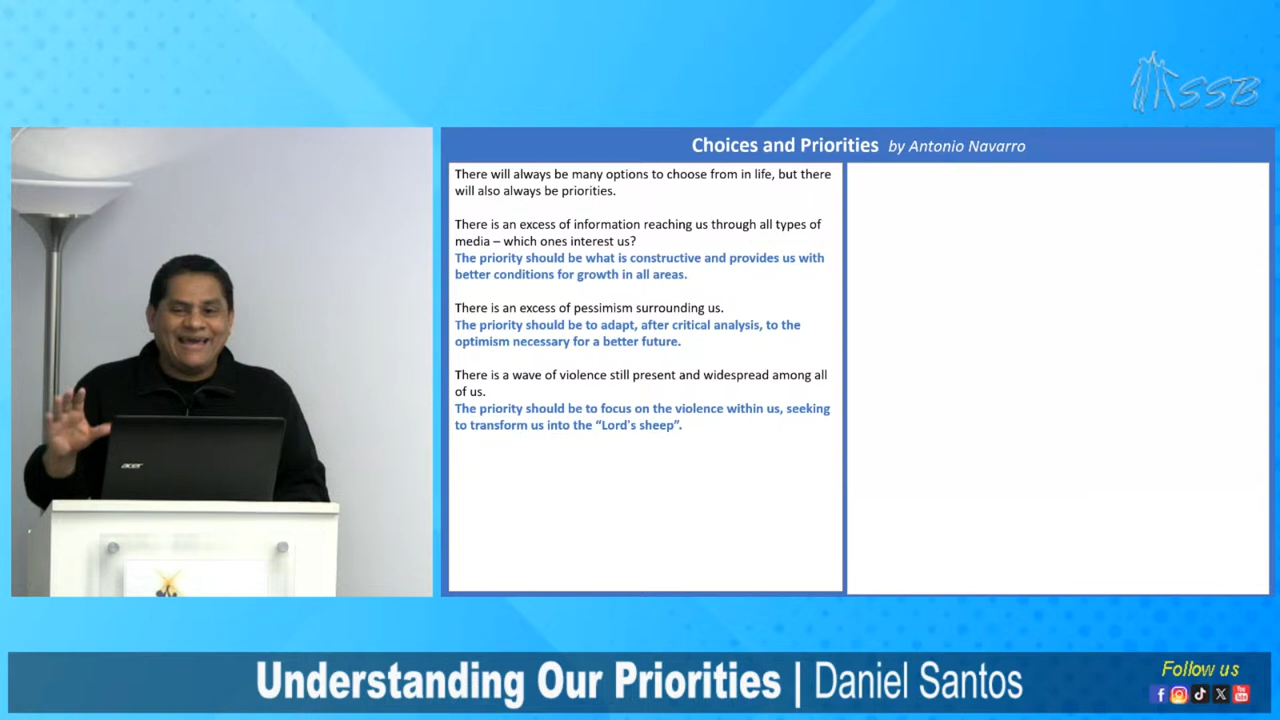 SSB
Choices and Priorities by Antonio Navarro
There will always be many options to choose from in life, but there
will also always be priorities.
There is an excess of information reaching us through all types of
media – which ones interest us?
The priority should be what is constructive and provides us with
better conditions for growth in all areas.
There is an excess of pessimism surrounding us.
The priority should be to adapt, after critical analysis, to the
optimism necessary for a better future.
There is a wave of violence still present and widespread among all
of us.
The priority should be to focus on the violence within us, seeking
to transform us into the “Lord's sheep”.
acer
Understanding Our Priorities | Daniel Santos
Follow us
You
Tube